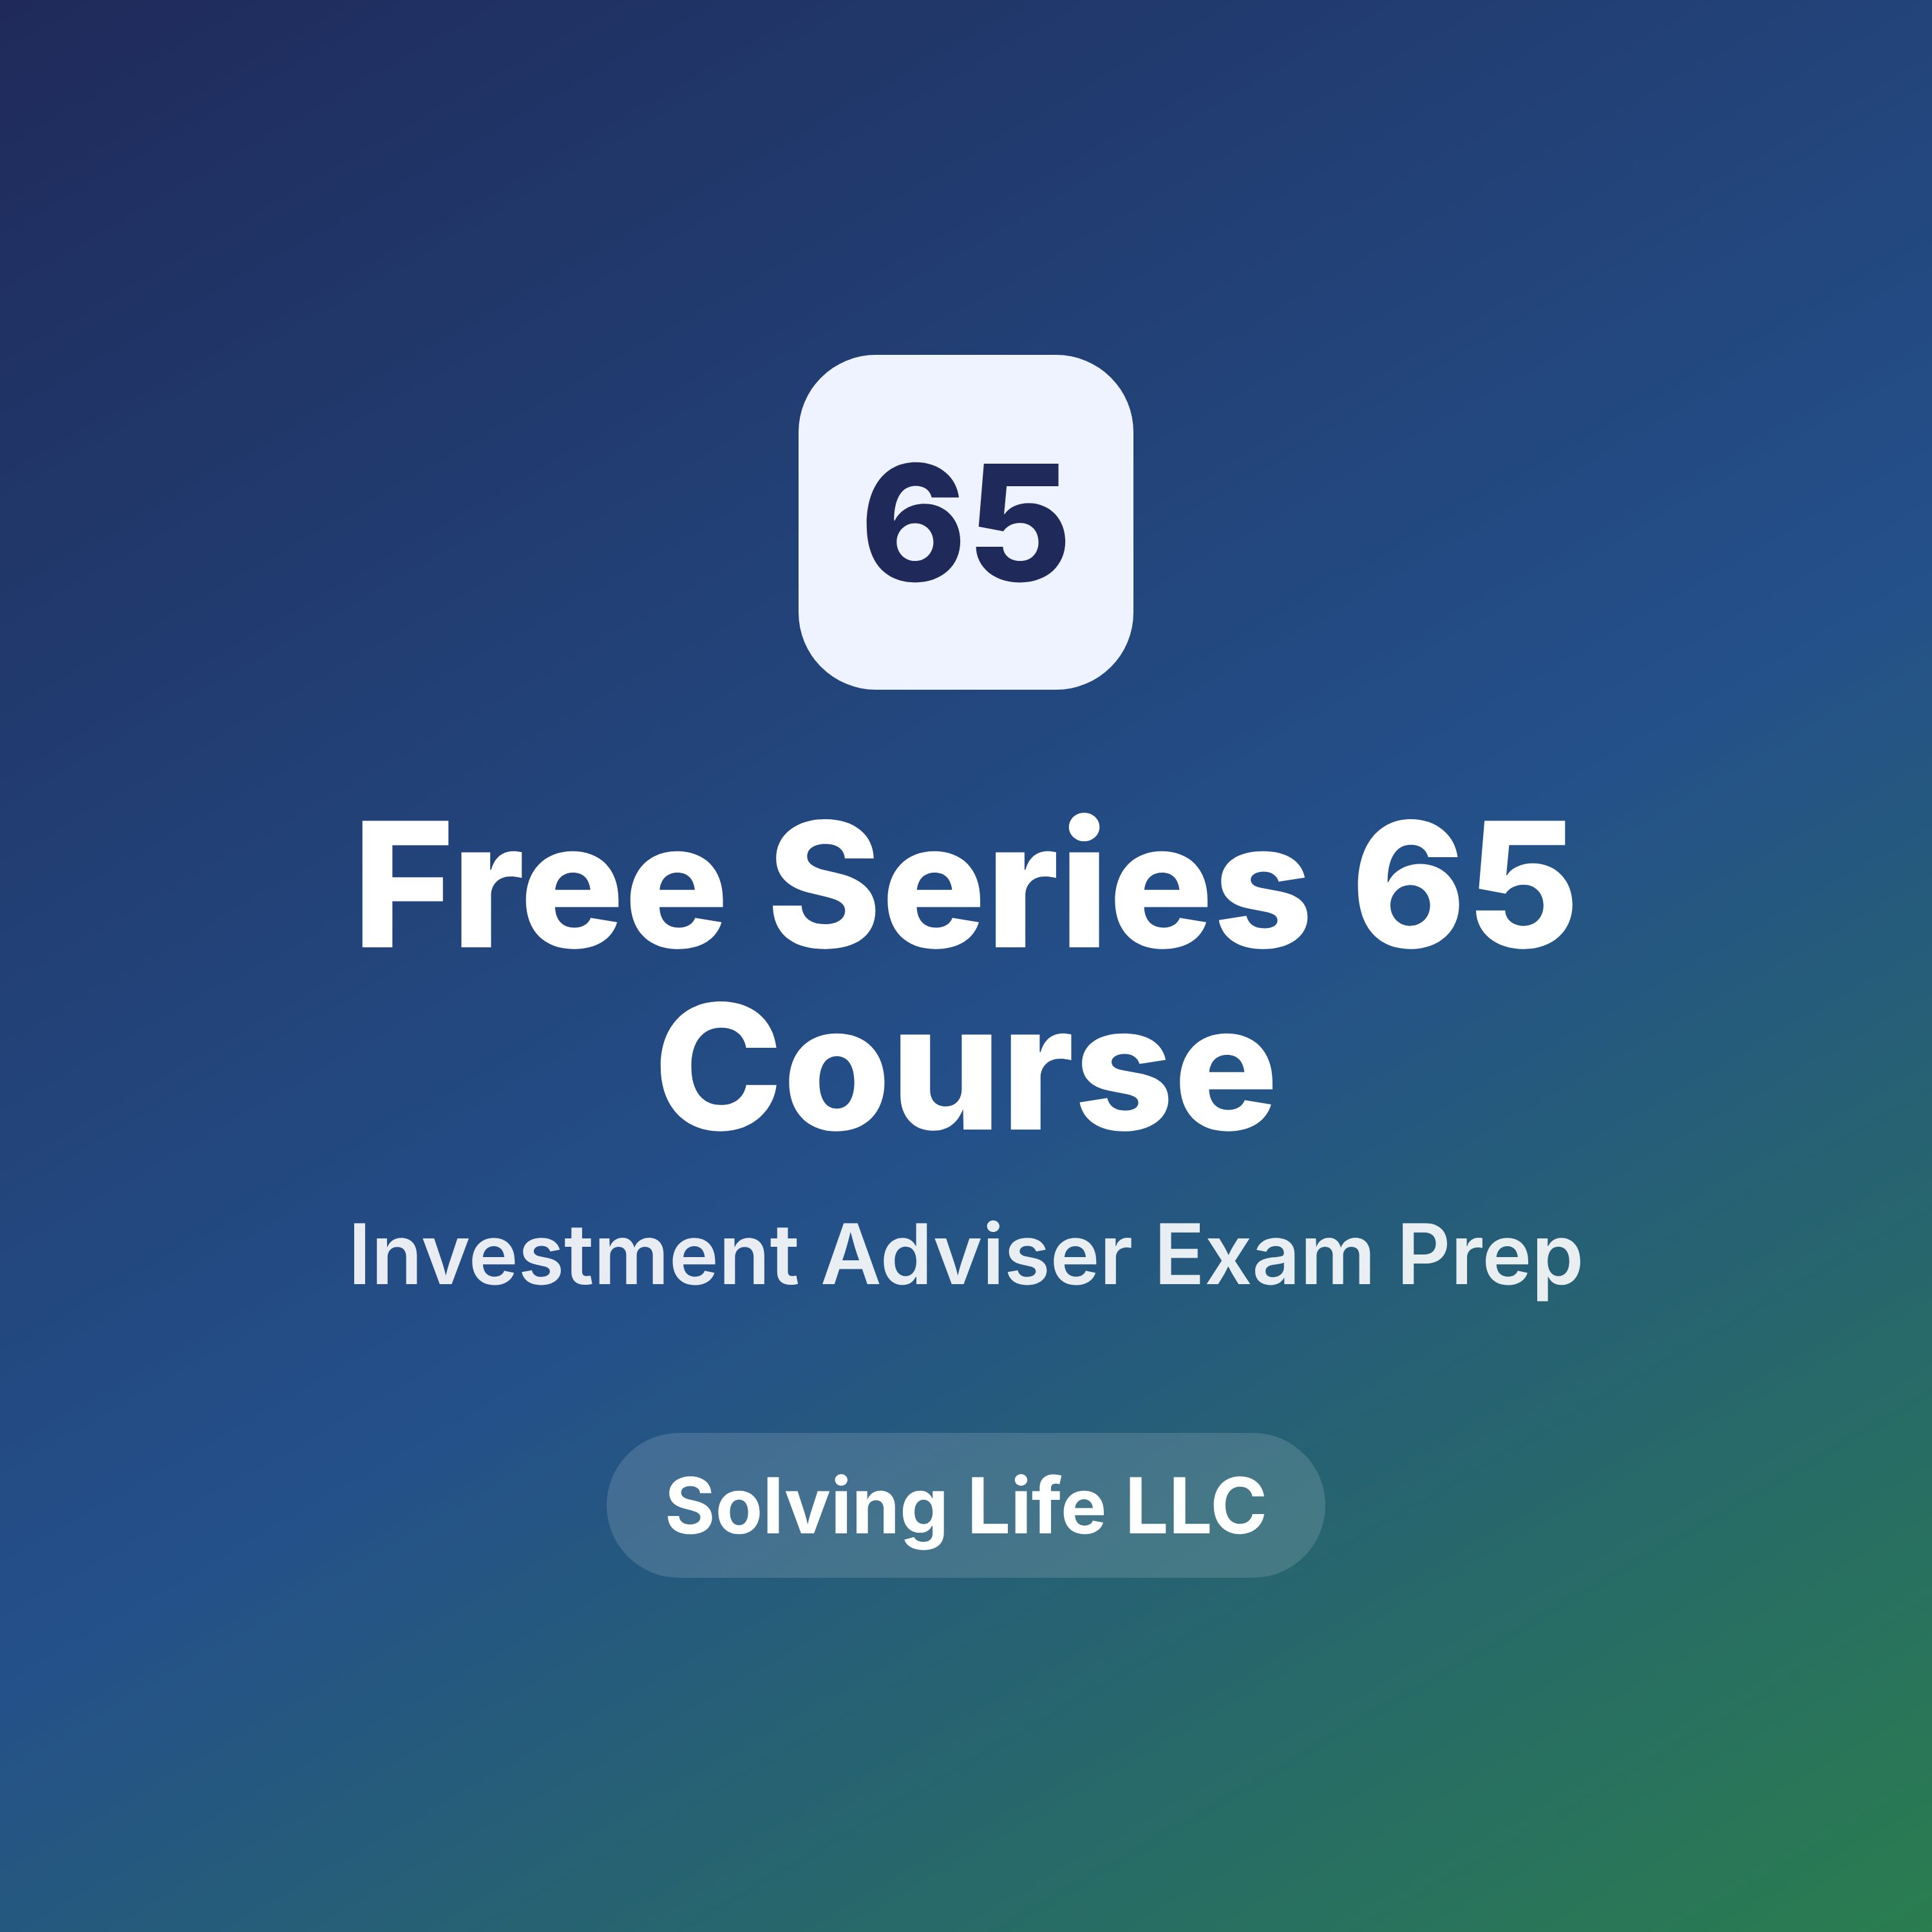 65
Free Series 65
Course
Investment Adviser Exam Prep
Solving Life LLC